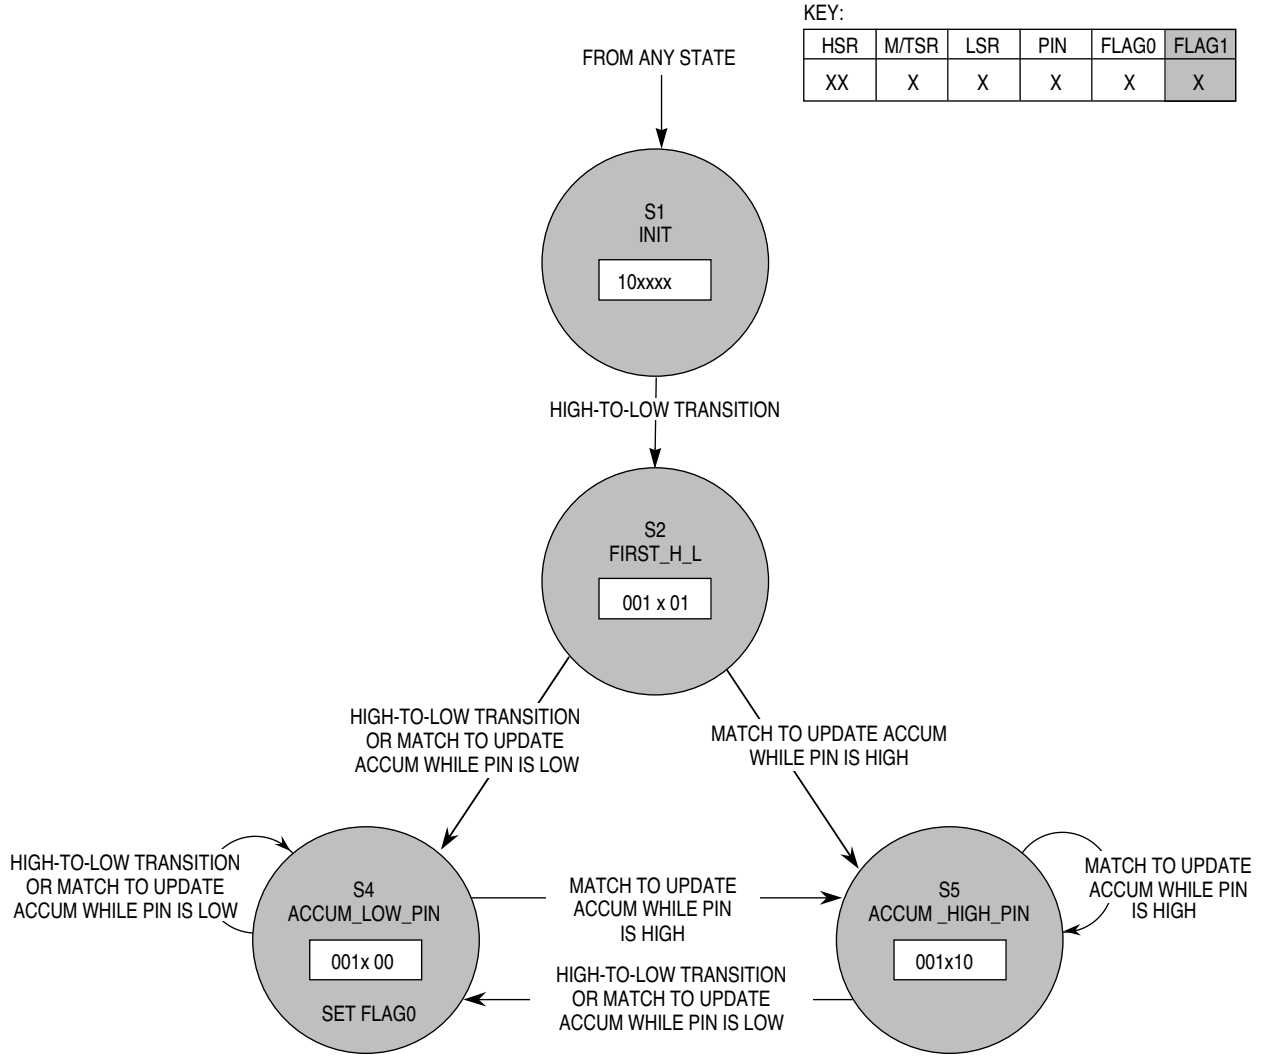 KEY:
HSR M/TSR LSR PIN FLAG0 FLAG1
XX X X X X X
FROM ANY STATE
S1
INIT
10xxxx
HIGH-TO-LOW TRANSITION
S2
FIRST_H_L
001 x 01
HIGH-TO-LOW TRANSITION
OR MATCH TO UPDATE
ACCUM WHILE PIN IS LOW
MATCH TO UPDATE ACCUM
WHILE PIN IS HIGH
HIGH-TO-LOW TRANSITION
OR MATCH TO UPDATE
ACCUM WHILE PIN IS LOW
S4
ACCUM_LOW_PIN
001x 00
SET FLAG0
MATCH TO UPDATE
ACCUM WHILE PIN
IS HIGH
HIGH-TO-LOW TRANSITION
OR MATCH TO UPDATE
ACCUM WHILE PIN IS LOW
S5
ACCUM _HIGH_PIN
001x10
MATCH TO UPDATE
ACCUM WHILE PIN
IS HIGH